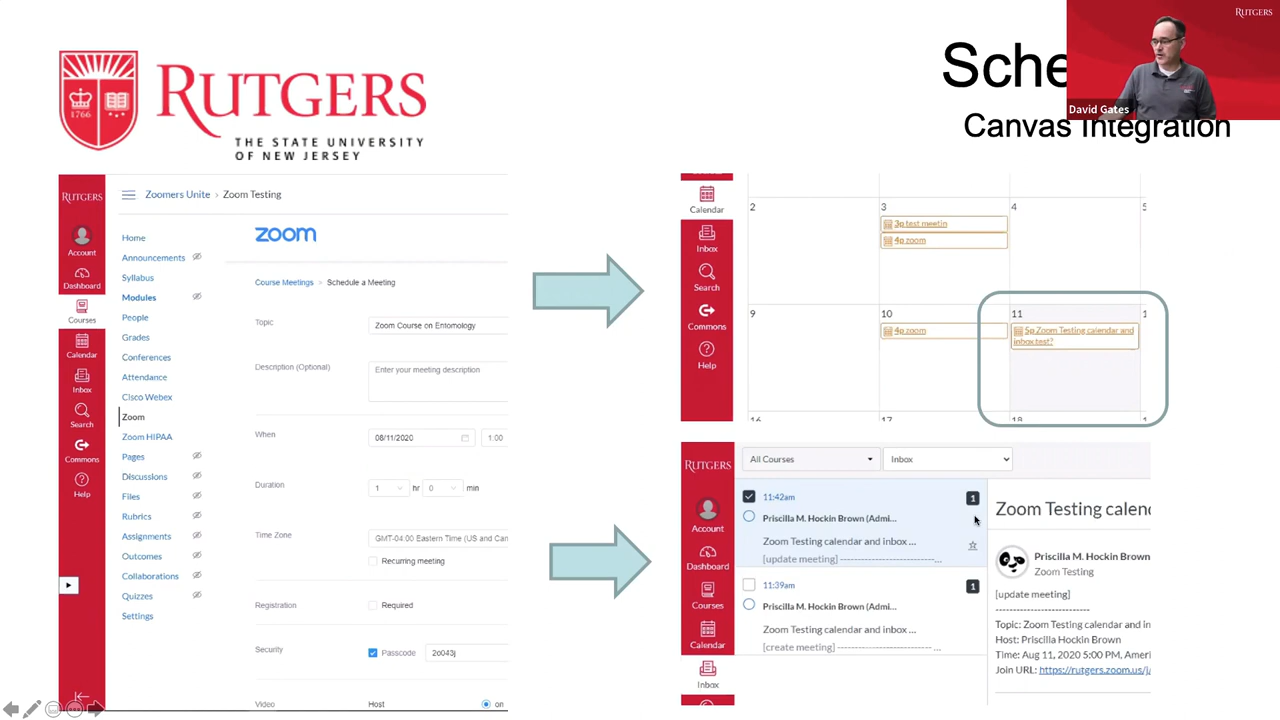 RUTGERS
THE STATE UNIVERSITY
OF NEW JERSEY
1766
Sche
Canvas Integration
RUTGERS
David Gates
RUTGERS
Account
Dashboard
Courses
Calendar
Inbox
Search
Commons
Help
Zoomers Unite > Zoom Testing
Home
Announcements
Syllabus
Modules
People
Grades
Conferences
Attendance
Cisco Webex
Zoom
Zoom HIPAA
Pages
Discussions
Files
Rubrics
Assignments
Outcomes
Collaborations
Quizzes
Settings
zoom
Course Meetings > Schedule a Meeting
Topic
Zoom Course on Entomology
Description (Optional)
Enter your meeting description
When
08/11/2020
1:00
Duration
1 hr 0 min
Time Zone
GMT-04:00 Eastern Time (US and Can
Recurring meeting
Registration
Required
Security
Passcode
2o043j
Video
Host
on
Calendar
Inbox
Search
Commons
Help
2
3
4
5
3p test meetin
4p zoom
9
10
11
1
4p zoom
5p Zoom Testing calendar and
inbox test?
16
17
18
RUTGERS
Account
Dashboard
Courses
Calendar
Inbox
All Courses
Inbox
11:42am
1
Priscilla M. Hockin Brown (Admi...
Zoom Testing calendar and inbox ...
[update meeting] ---------------------------...
11:39am
1
Priscilla M. Hockin Brown (Admi...
Zoom Testing calendar and inbox ...
[create meeting] ---------------------------...
Zoom Testing calend
Priscilla M. Hockin Brown
Zoom Testing
[update meeting]
---------------------------
Topic: Zoom Testing calendar and in
Host: Priscilla Hockin Brown
Time: Aug 11, 2020 5:00 PM, Ameri
Join URL: https://rutgers.zoom.us/j/